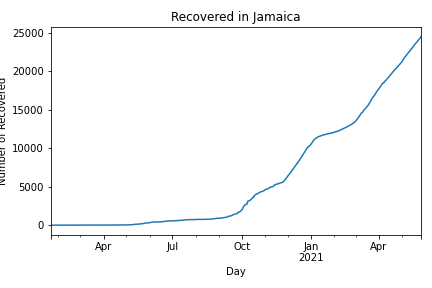 Recovered in Jamaica
Number of Recovered
25000
20000
15000
10000
5000
0
Apr
Jul
Oct
Jan
2021
Apr
Day